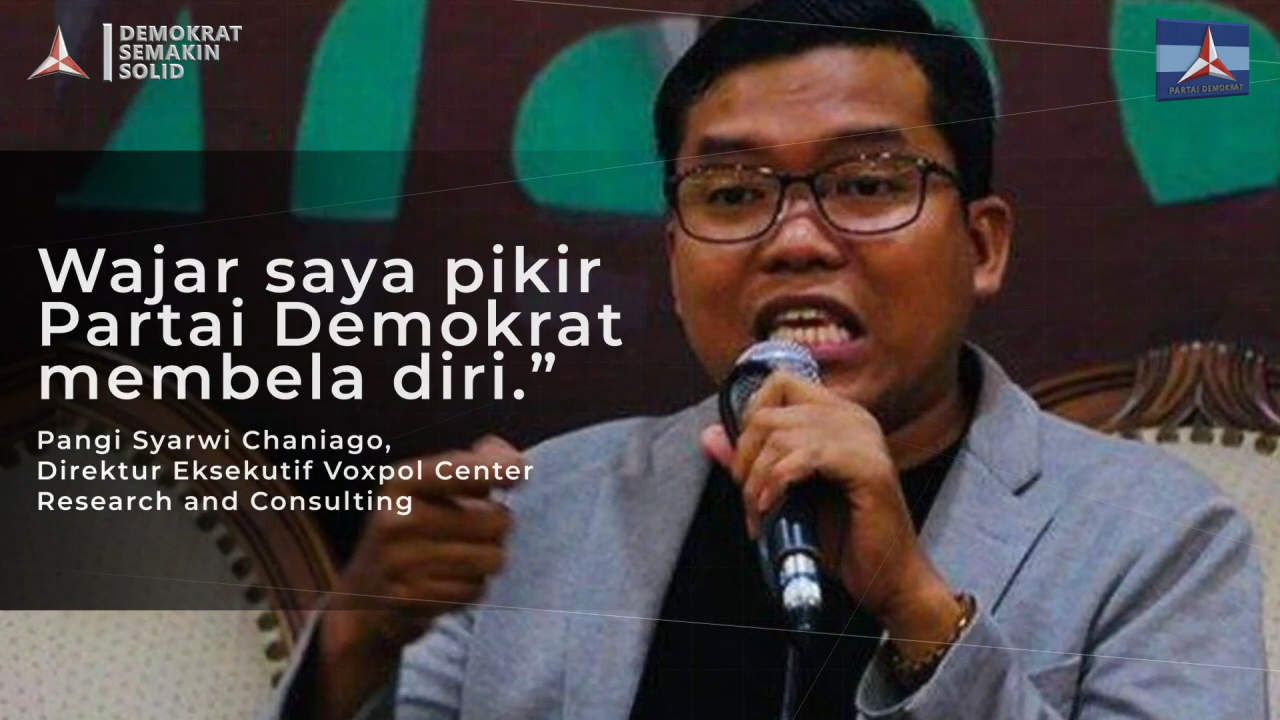 DEMOKRAT
SEMAKIN
SOLID
PARTAI DEMOKRAT
Wajar saya pikir
Partai Demokrat
membela diri.”
Pangi Syarwi Chaniago,
Direktur Eksekutif Voxpol Center
Research and Consulting